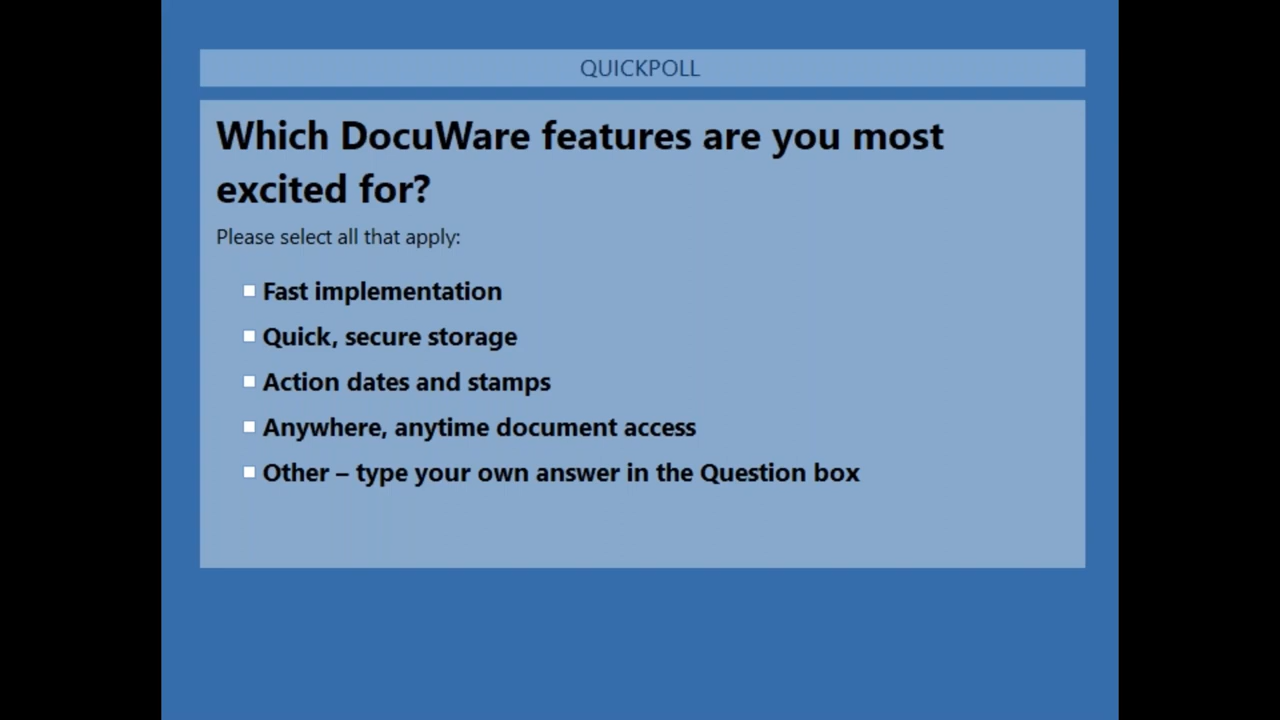 QUICKPOLL
Which DocuWare features are you most
excited for?
Please select all that apply:
Fast implementation
Quick, secure storage
Action dates and stamps
Anywhere, anytime document access
Other – type your own answer in the Question box